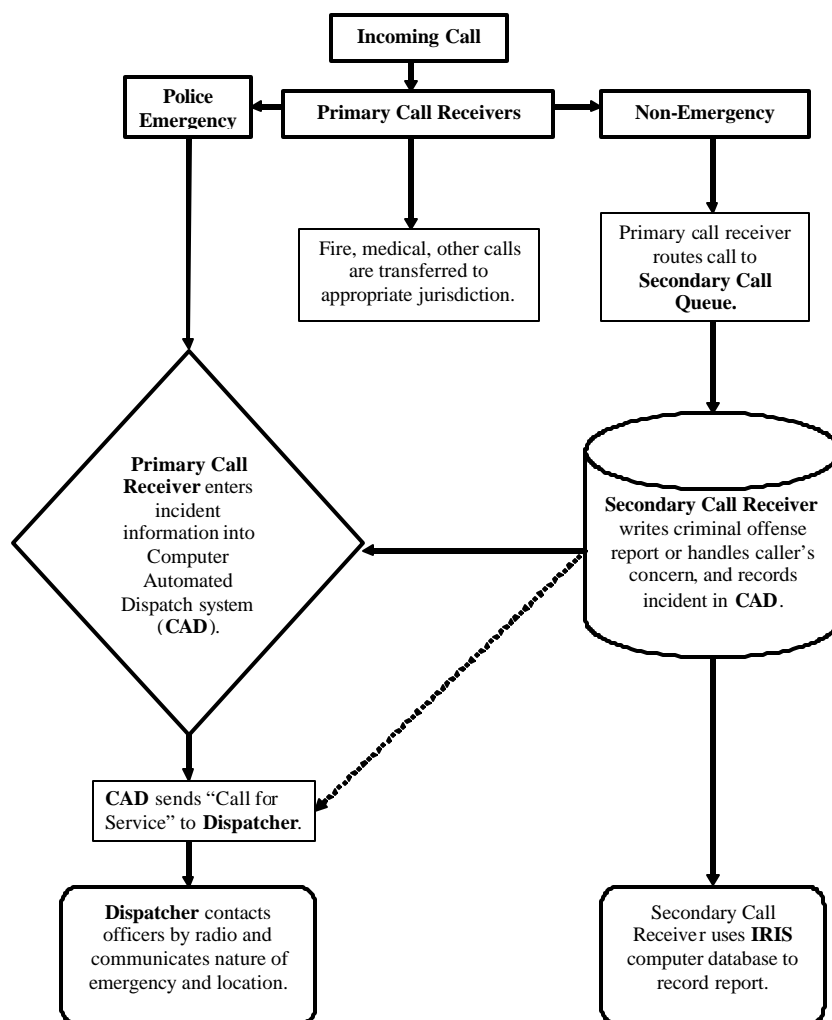 Incoming Call
Police
Emergency
Primary Call Receivers
Non-Emergency
Fire, medical, other calls
are transferred to
appropriate jurisdiction.
Primary call receiver
routes call to
Secondary Call
Queue.
Primary Call
Receiver enters
incident
information into
Computer
Automated
Dispatch system
(CAD).
Secondary Call Receiver
writes criminal offense
report or handles caller's
concern, and records
incident in CAD.
CAD sends “Call for
Service” to Dispatcher.
Dispatcher contacts
officers by radio and
communicates nature of
emergency and location.
Secondary Call
Receiver uses IRIS
computer database to
record report.